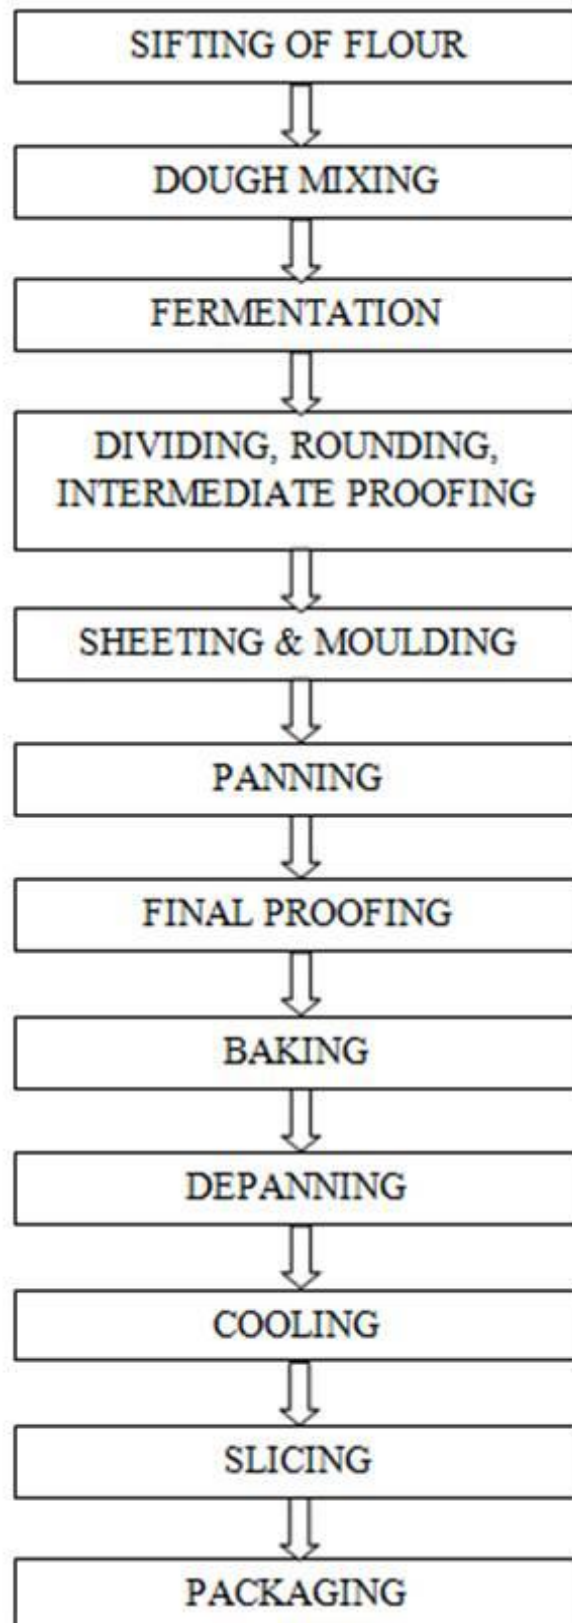 SIFTING OF FLOUR
DOUGH MIXING
FERMENTATION
DIVIDING, ROUNDING,
INTERMEDIATE PROOFING
SHEETING & MOULDING
PANNING
FINAL PROOFING
BAKING
DEPANNING
COOLING
SLICING
PACKAGING